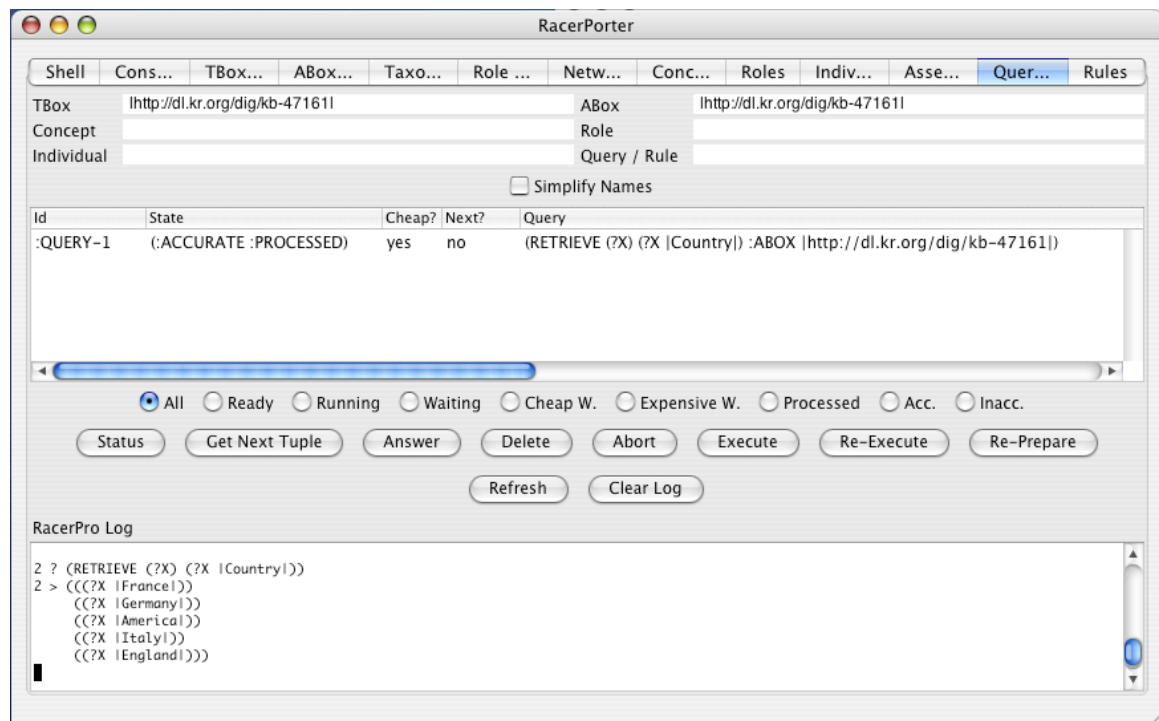 RacerPorter
Shell Cons... TBox... ABox... Taxo... Role ... Netw... Conc... Roles Indiv... Asse... Quer... Rules
TBox |http://dl.kr.org/dig/kb-47161| ABox |http://dl.kr.org/dig/kb-47161|
Concept Role
Individual Query / Rule
Simplify Names
Id State Cheap? Next? Query
:QUERY-1 (:ACCURATE :PROCESSED) yes no (RETRIEVE (?X) (?X |Country|) :ABOX |http://dl.kr.org/dig/kb-47161|)
All Ready Running Waiting Cheap W. Expensive W. Processed Acc. Inacc.
Status Get Next Tuple Answer Delete Abort Execute Re-Execute Re-Prepare
Refresh Clear Log
RacerPro Log
2 ? (RETRIEVE (?X) (?X |Country|))
2 > (((?X |France|))
((?X |Germany|))
((?X |America|))
((?X |Italy|))
((?X |England|)))